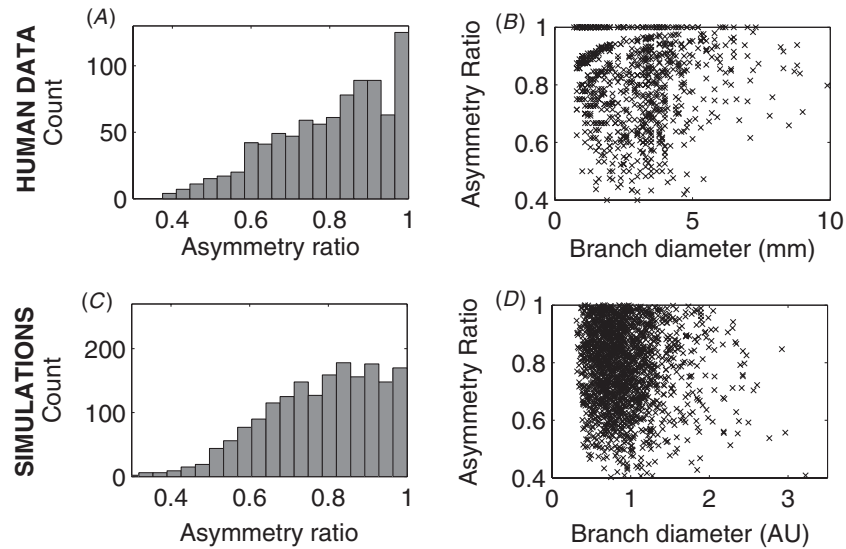 HUMAN DATA
(A)
Count
100
50
0
0.4 0.6 0.8 1
Asymmetry ratio
(B)
Asymmetry Ratio
1
0.8
0.6
0.4
0 5 10
Branch diameter (mm)
SIMULATIONS
(C)
Count
200
100
0
0.4 0.6 0.8 1
Asymmetry ratio
(D)
Asymmetry Ratio
1
0.8
0.6
0.4
0 1 2 3
Branch diameter (AU)